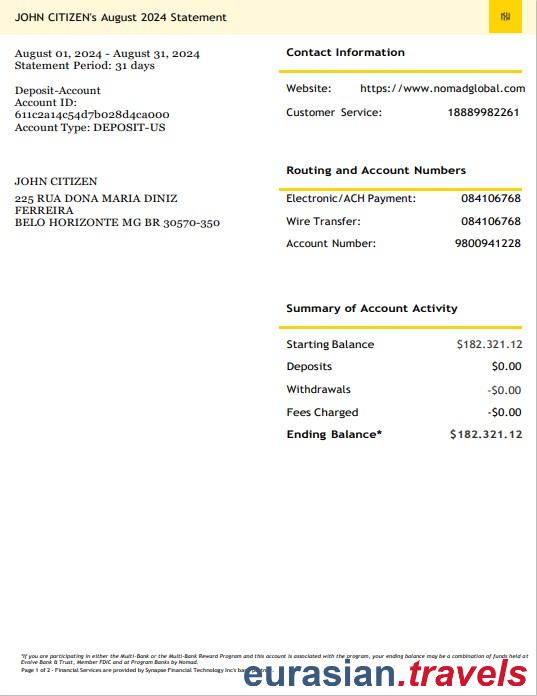 JOHN CITIZEN's August 2024 Statement
August 01, 2024 - August 31, 2024
Statement Period: 31 days
Deposit-Account
Account ID:
611c2a14c54d7b028d4ca000
Account Type: DEPOSIT-US
JOHN CITIZEN
225 RUA DONA MARIA DINIZ
FERREIRA
BELO HORIZONTE MG BR 30570-350
Contact Information
Website: https://www.nomadglobal.com
Customer Service: 18889982261
Routing and Account Numbers
Electronic/ACH Payment: 084106768
Wire Transfer: 084106768
Account Number: 9800941228
Summary of Account Activity
Starting Balance $182.321.12
Deposits $0.00
Withdrawals -$0.00
Fees Charged -$0.00
Ending Balance* $182.321.12
*If you are participating in either the Multi-Bank or the Multi-Bank Reward Program and this account is associated with the program, your ending balance may be a combination of funds held at
Evolve Bank & Trust, Member FDIC and at Program Banks by Nomad.
Page 1 of 2 - Financial Services are provided by Synapse Financial Technology Inc's
eurasian.travels